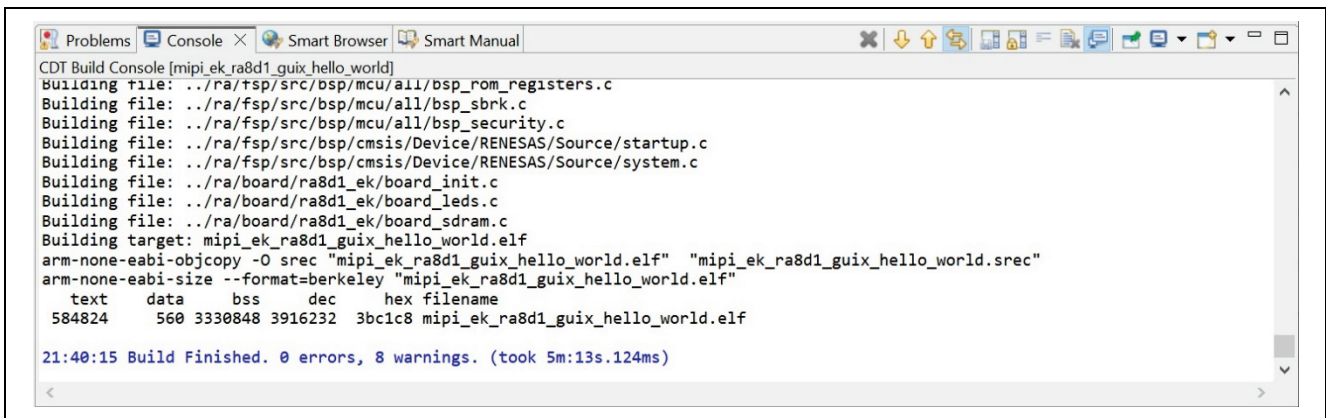 Problems Console Smart Browser Smart Manual
CDT Build Console [mipi_ek_ra8d1_guix_hello_world]
Building file: ../ra/fsp/src/bsp/mcu/all/bsp_rom_registers.c
Building file: ../ra/fsp/src/bsp/mcu/all/bsp_sbrk.c
Building file: ../ra/fsp/src/bsp/mcu/all/bsp_security.c
Building file: ../ra/fsp/src/bsp/cmsis/Device/RENESAS/Source/startup.c
Building file: ../ra/fsp/src/bsp/cmsis/Device/RENESAS/Source/system.c
Building file: ../ra/board/ra8d1_ek/board_init.c
Building file: ../ra/board/ra8d1_ek/board_leds.c
Building file: ../ra/board/ra8d1_ek/board_sdram.c
Building target: mipi_ek_ra8d1_guix_hello_world.elf
arm-none-eabi-objcopy -O srec "mipi_ek_ra8d1_guix_hello_world.elf"  "mipi_ek_ra8d1_guix_hello_world.srec"
arm-none-eabi-size --format=berkeley "mipi_ek_ra8d1_guix_hello_world.elf"
   text    data     bss     dec     hex filename
 584824     560 3330848 3916232  3bc1c8 mipi_ek_ra8d1_guix_hello_world.elf
21:40:15 Build Finished. 0 errors, 8 warnings. (took 5m:13s.124ms)